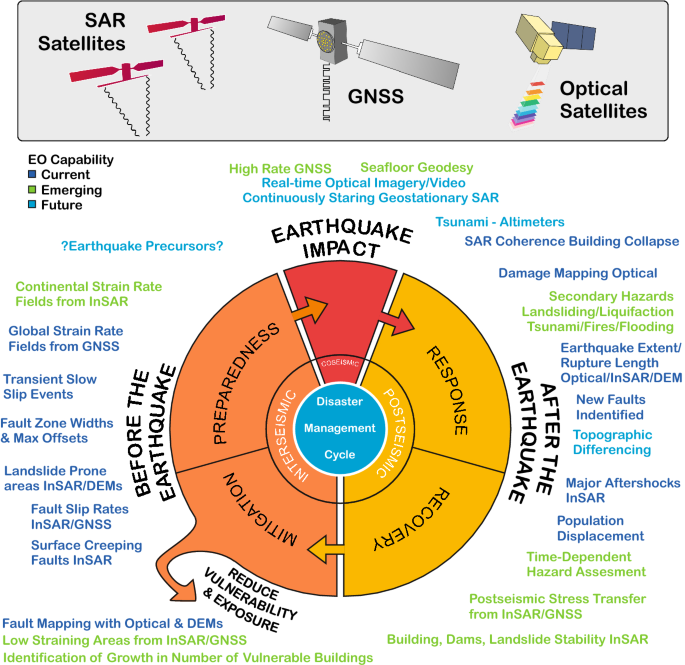 SAR
Satellites
GNSS
Optical
Satellites
EO Capability
Current
Emerging
Future
High Rate GNSS
Seafloor Geodesy
Real-time Optical Imagery/Video
Continuously Staring Geostationary SAR
Tsunami - Altimeters
SAR Coherence Building Collapse
?Earthquake Precursors?
EARTHQUAKE
IMPACT
Damage Mapping Optical
Continental Strain Rate
Fields from InSAR
Secondary Hazards
Landsliding/Liquifaction
Tsunami/Fires/Flooding
Global Strain Rate
Fields from GNSS
Earthquake Extent/
Rupture Length
Optical/InSAR/DEM
Transient Slow
Slip Events
New Faults
Indentified
Fault Zone Widths
& Max Offsets
Topographic
Differencing
Landslide Prone
areas InSAR/DEMs
Major Aftershocks
InSAR
Fault Slip Rates
InSAR/GNSS
Population
Displacement
Surface Creeping
Faults InSAR
Time-Dependent
Hazard Assesment
BEFORE THE
EARTHQUAKE
AFTER THE
EARTHQUAKE
PREPAREDNESS
RESPONSE
MITIGATION
RECOVERY
COSEISMIC
INTERSEISMIC
POSTSEISMIC
Disaster
Management
Cycle
REDUCE
VULNERABILITY
& EXPOSURE
Postseismic Stress Transfer
from InSAR/GNSS
Building, Dams, Landslide Stability InSAR
Fault Mapping with Optical & DEMs
Low Straining Areas from InSAR/GNSS
Identification of Growth in Number of Vulnerable Buildings